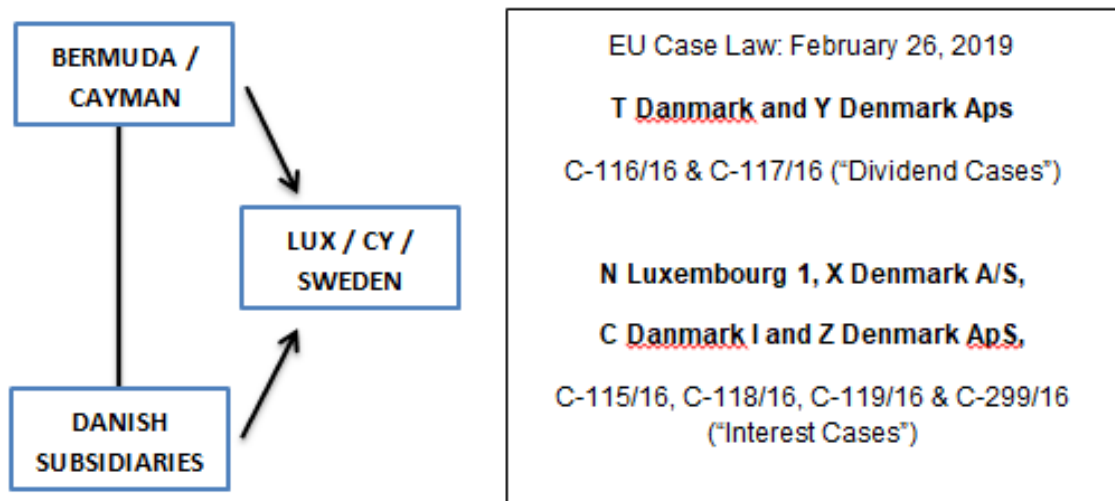 BERMUDA /
CAYMAN
LUX / CY /
SWEDEN
DANISH
SUBSIDIARIES
EU Case Law: February 26, 2019
T Danmark and Y Denmark Aps
C-116/16 & C-117/16 (“Dividend Cases”)
N Luxembourg 1, X Denmark A/S,
C Danmark I and Z Denmark ApS,
C-115/16, C-118/16, C-119/16 & C-299/16
(“Interest Cases”)